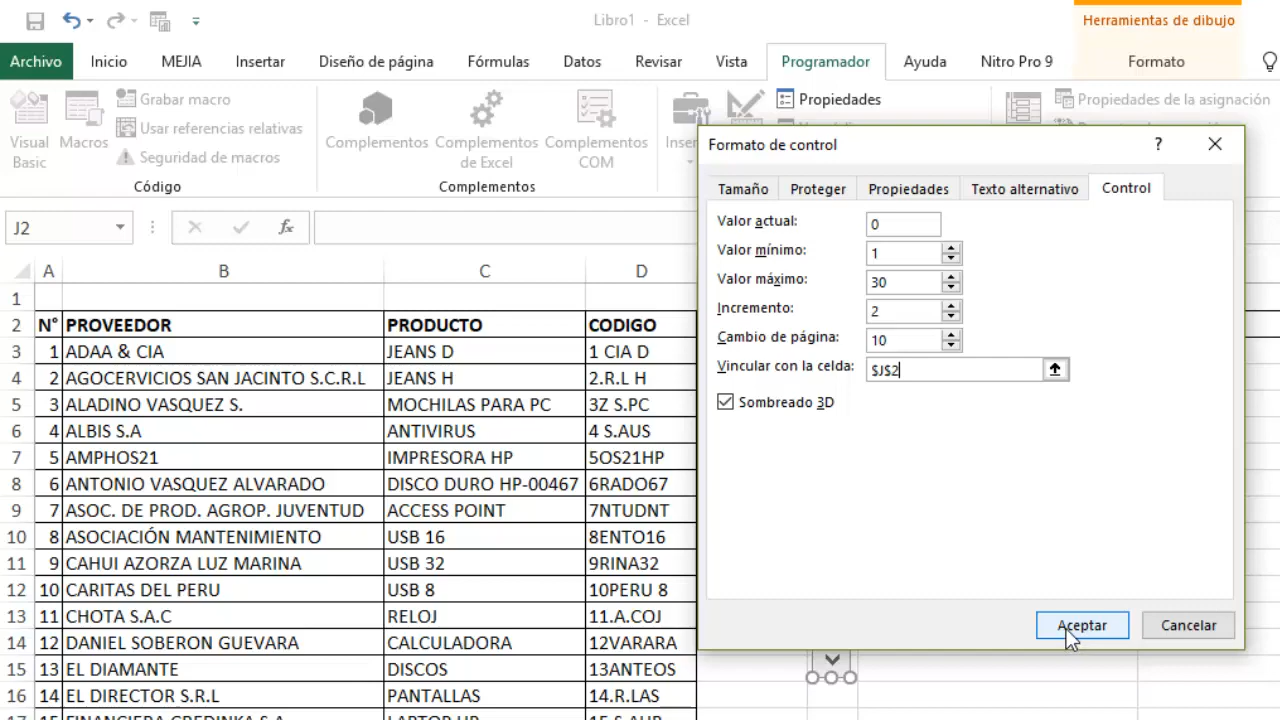 Libro1 - Excel
Herramientas de dibujo
Archivo Inicio MEJIA Insertar Diseño de página Fórmulas Datos Revisar Vista Programador Ayuda Nitro Pro 9 Formato
Visual Basic
Macros
Grabar macro
Usar referencias relativas
Seguridad de macros
Código
Complementos
Complementos de Excel
Complementos COM
Complementos
Propiedades
Propiedades de la asignación
Formato de control
? 
Tamaño Proteger Propiedades Texto alternativo Control
Valor actual: 0
Valor mínimo: 1
Valor máximo: 30
Incremento: 2
Cambio de página: 10
Vincular con la celda: $J$2
Sombreado 3D
Aceptar Cancelar
J2 fx
A B C D
1
2 N° PROVEEDOR PRODUCTO CODIGO
3 1 ADAA & CIA JEANS D 1 CIA D
4 2 AGOCERVICIOS SAN JACINTO S.C.R.L JEANS H 2.R.L H
5 3 ALADINO VASQUEZ S. MOCHILAS PARA PC 3Z S.PC
6 4 ALBIS S.A ANTIVIRUS 4 S.AUS
7 5 AMPHOS21 IMPRESORA HP 5OS21HP
8 6 ANTONIO VASQUEZ ALVARADO DISCO DURO HP-00467 6RADO67
9 7 ASOC. DE PROD. AGROP. JUVENTUD ACCESS POINT 7NTUDNT
10 8 ASOCIACIÓN MANTENIMIENTO USB 16 8ENTO16
11 9 CAHUI AZORZA LUZ MARINA USB 32 9RINA32
12 10 CARITAS DEL PERU USB 8 10PERU 8
13 11 CHOTA S.A.C RELOJ 11.A.COJ
14 12 DANIEL SOBERON GUEVARA CALCULADORA 12VARARA
15 13 EL DIAMANTE DISCOS 13ANTEOS
16 14 EL DIRECTOR S.R.L PANTALLAS 14.R.LAS